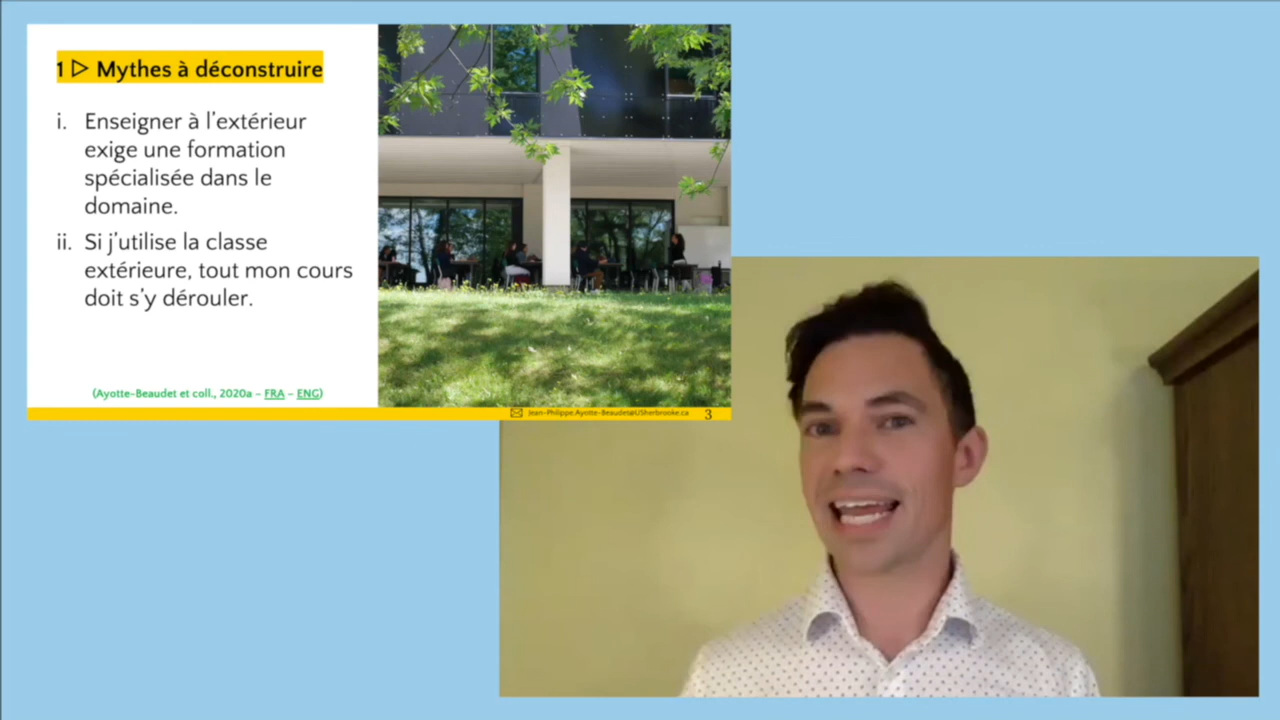 1 ▷ Mythes à déconstruire
i. Enseigner à l'extérieur
exige une formation
spécialisée dans le
domaine.
ii. Si j'utilise la classe
extérieure, tout mon cours
doit s'y dérouler.
(Ayotte-Beaudet et coll., 2020a – FRA – ENG)
Jean-Philippe.Ayotte-Beaudet@USherbrooke.ca 3